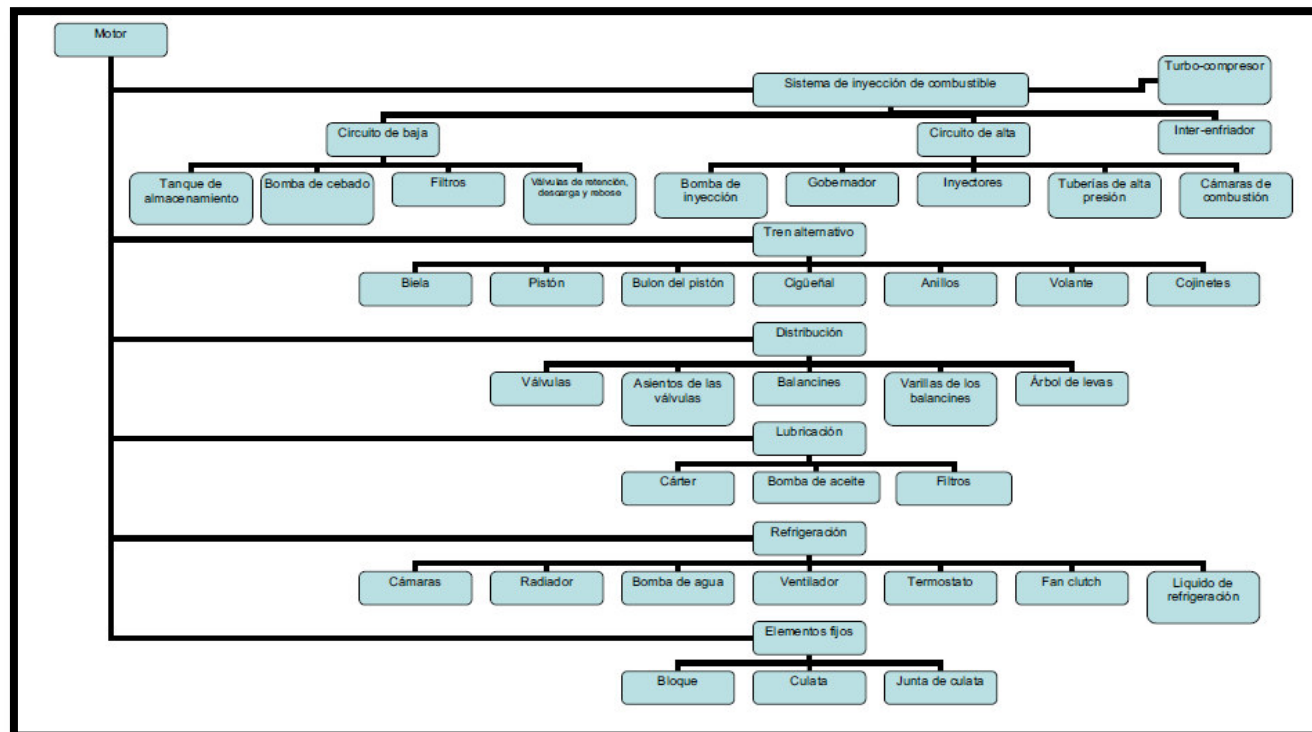 Motor
Turbo-compresor
Sistema de inyección de combustible
Circuito de baja
Circuito de alta
Inter-enfriador
Tanque de
almacenamiento
Bomba de cebado
Filtros
Válvulas de retención,
descarga y rebose
Bomba de
inyección
Gobernador
Inyectores
Tuberías de alta
presión
Cámaras de
combustión
Tren alternativo
Biela
Pistón
Bulon del pistón
Cigüeñal
Anillos
Volante
Cojinetes
Distribución
Válvulas
Asientos de las
válvulas
Balancines
Varillas de los
balancines
Árbol de levas
Lubricación
Cárter
Bomba de aceite
Filtros
Refrigeración
Cámaras
Radiador
Bomba de agua
Ventilador
Termostato
Fan clutch
Liquido de
refrigeración
Elementos fijos
Bloque
Culata
Junta de culata